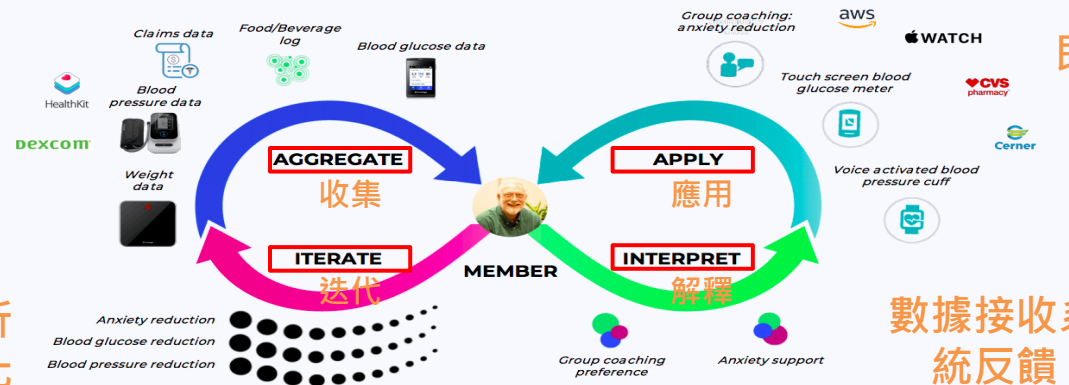 Claims data
Food/Beverage
log
Blood glucose data
HealthKit
Blood
pressure data
Dexcom
Weight
data
AGGREGATE
收集
ITERATE
迭代
MEMBER
Group coaching:
anxiety reduction
aws
WATCH
Touch screen blood
glucose meter
CVS
pharmacy
Cerner
Voice activated blood
pressure cuff
APPLY
應用
INTERPRET
解釋
Anxiety reduction
Blood glucose reduction
Blood pressure reduction
Group coaching
preference
Anxiety support
數據接收系
統反饋